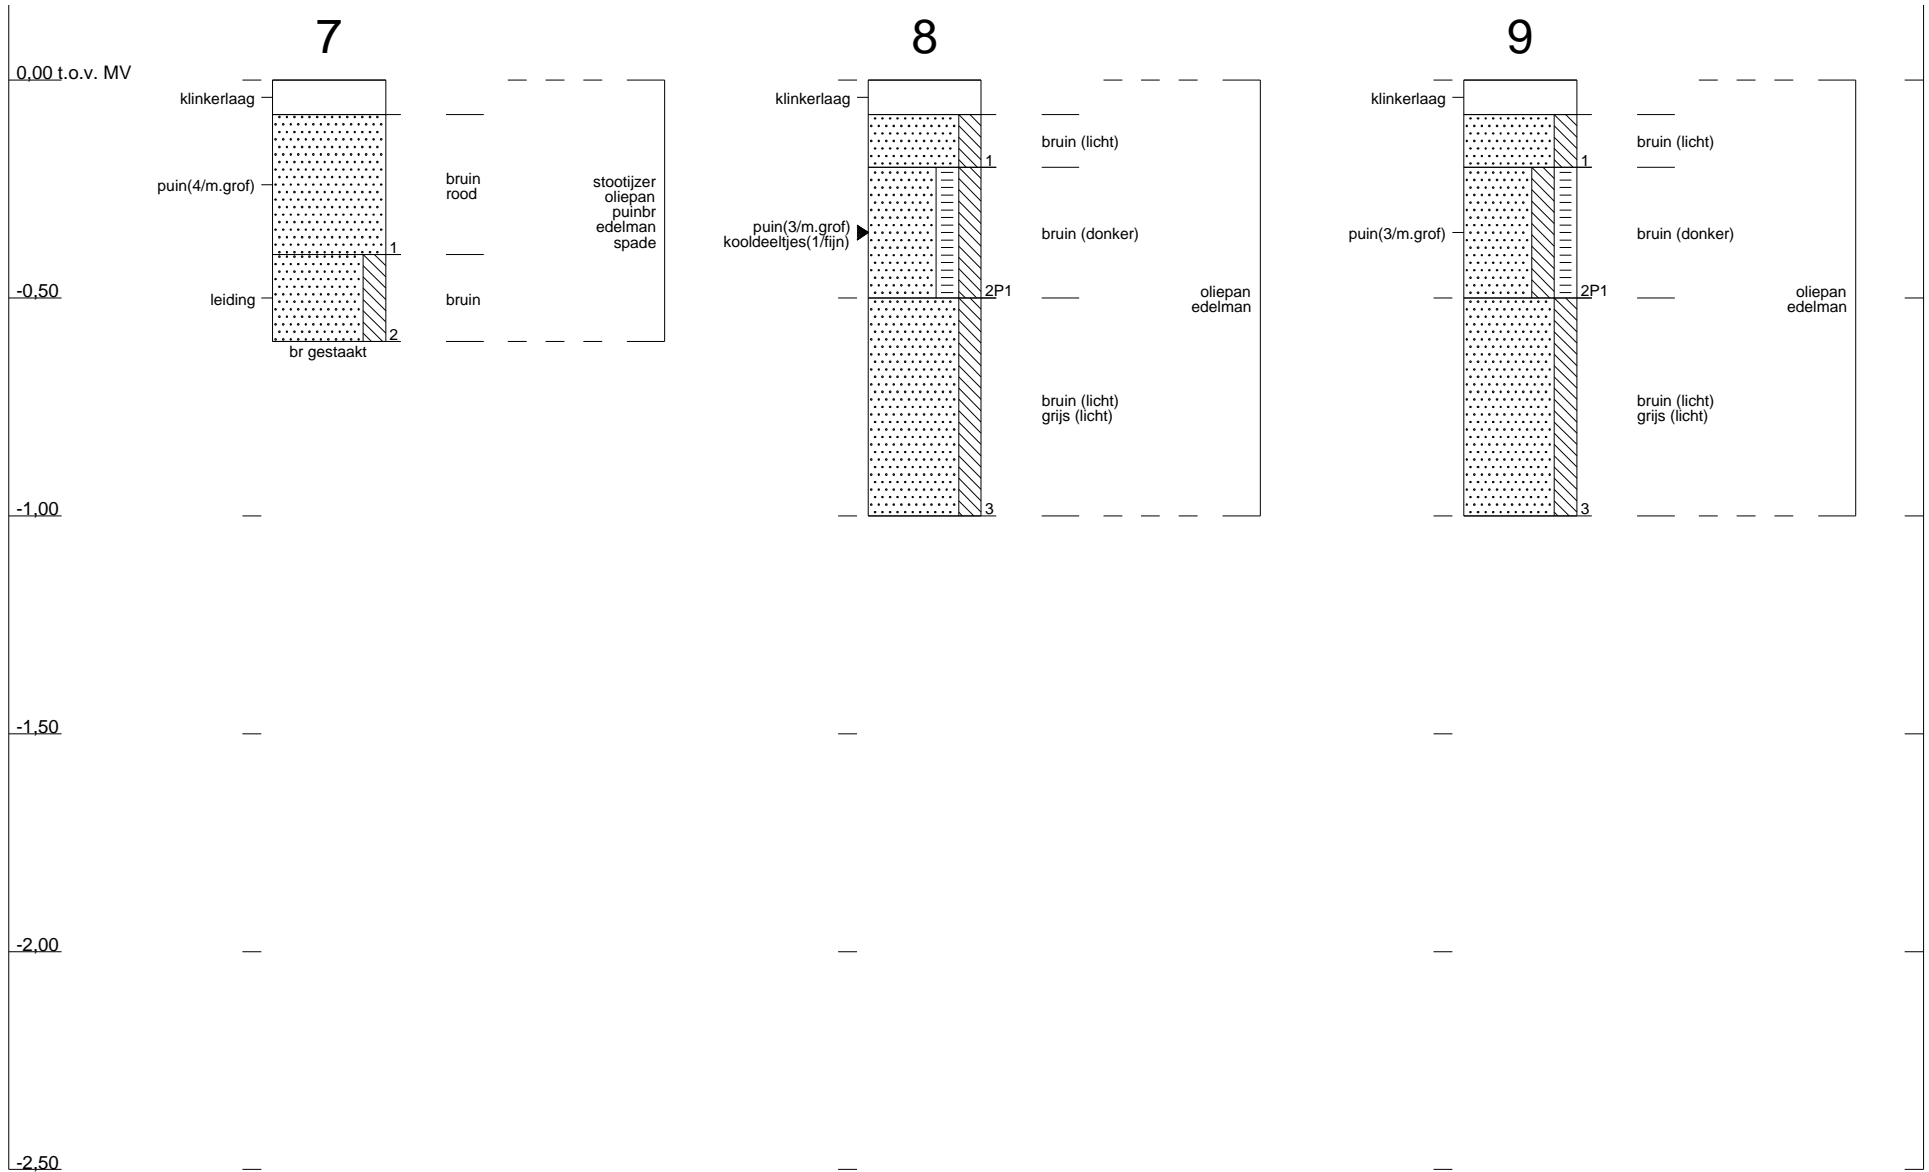 7
8
9
0,00 t.o.v. MV
-0,50
-1,00
-1,50
-2,00
-2,50
klinkerlaag
puin(4/m.grof)
leiding
1
2
br gestaakt
bruin
rood
bruin
stootijzer
oliepan
puinbr
edelman
spade
klinkerlaag
puin(3/m.grof)
kooldeeltjes(1/fijn)
1
2P1
3
bruin (licht)
bruin (donker)
bruin (licht)
grijs (licht)
oliepan
edelman
klinkerlaag
puin(3/m.grof)
1
2P1
3
bruin (licht)
bruin (donker)
bruin (licht)
grijs (licht)
oliepan
edelman